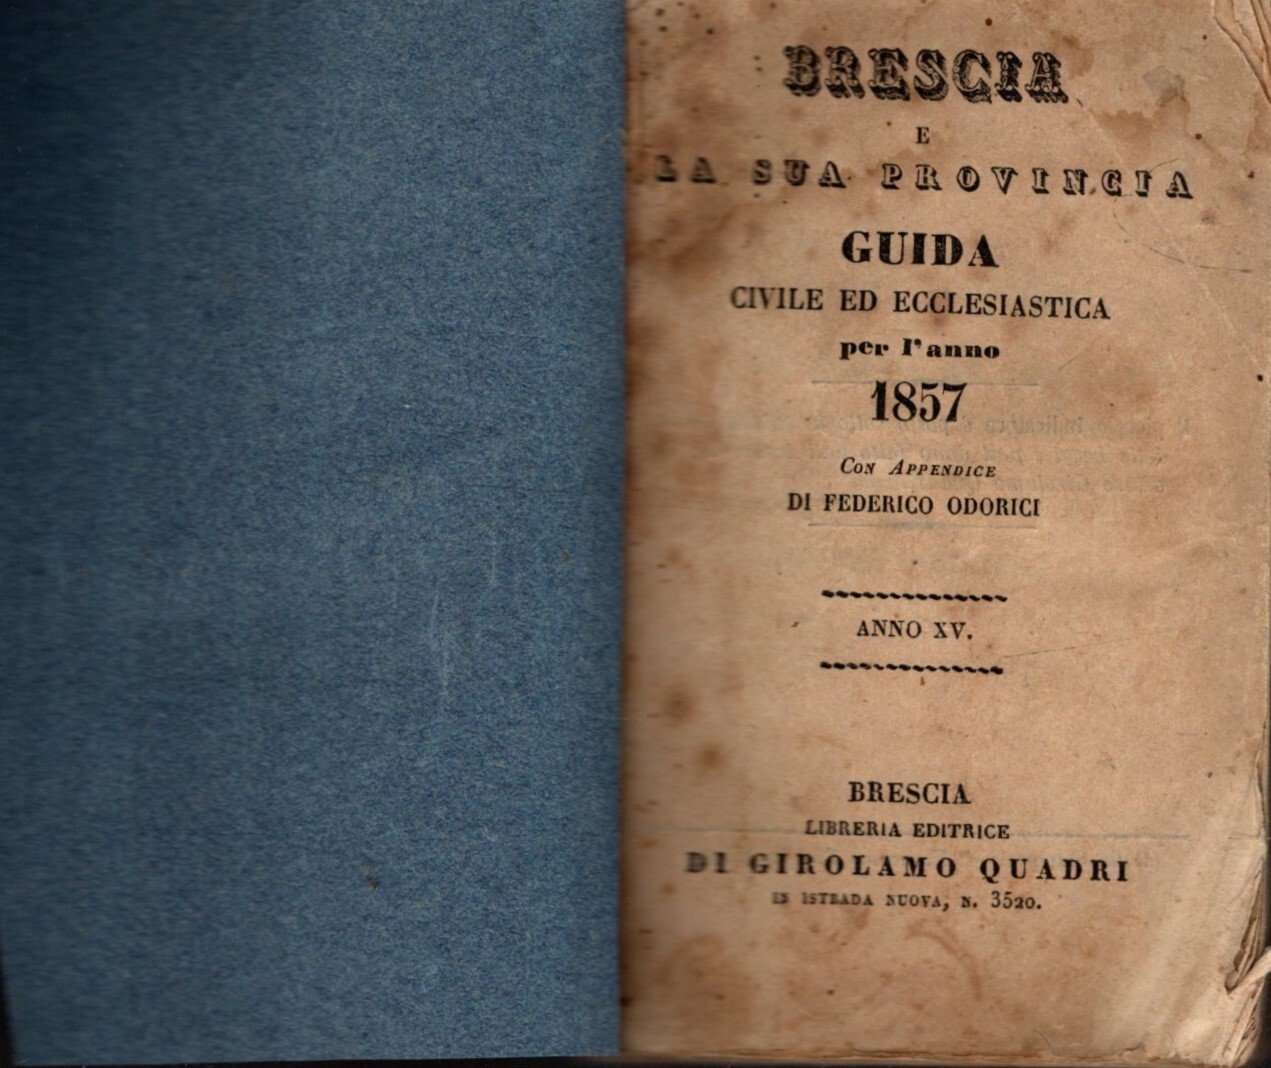 BRESCIA
E
LA SUA PROVINCIA
GUIDA
CIVILE ED ECCLESIASTICA
per l'anno
1857
CON APPENDICE
DI FEDERICO ODORICI
ANNO XV.
BRESCIA
LIBRERIA EDITRICE
DI GIROLAMO QUADRI
IN ISTRADA NUOVA, N. 3520.